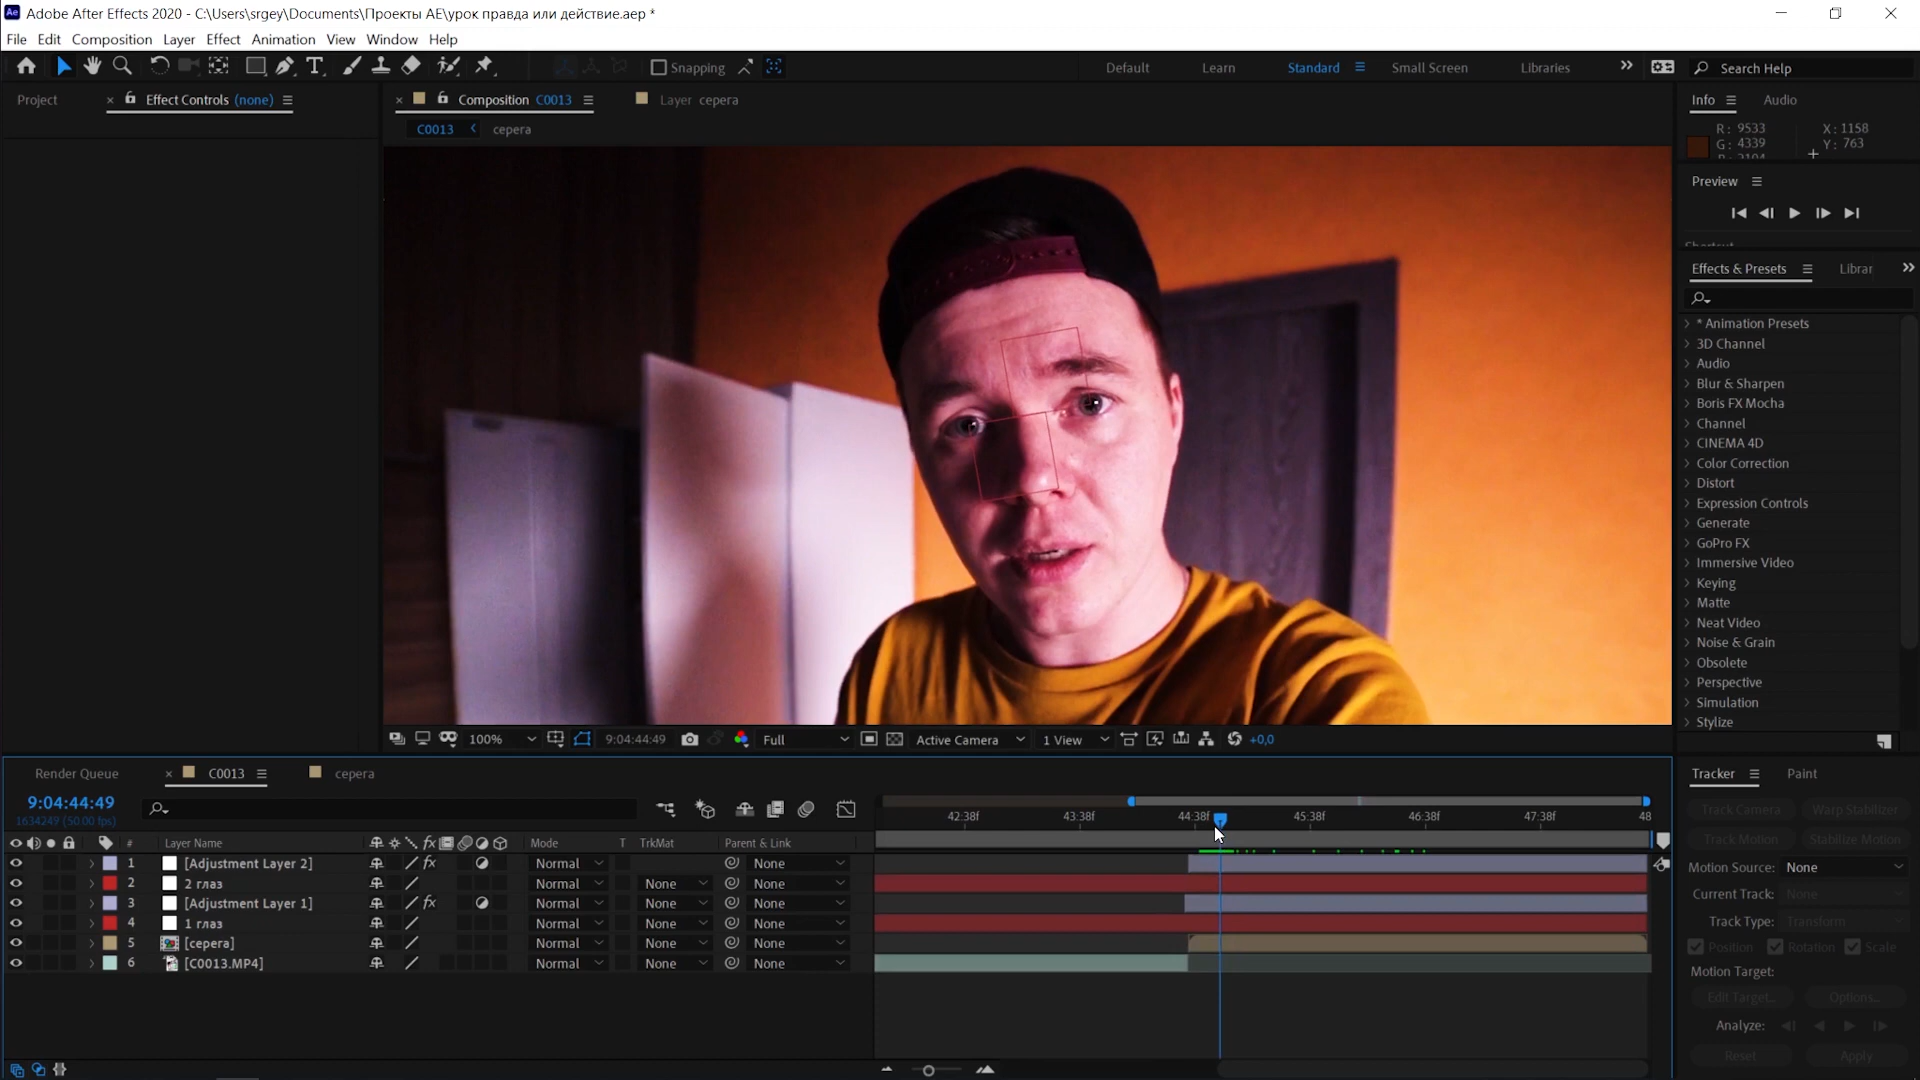 Adobe After Effects 2020 - C:\Users\srgey\Documents\Проекты AE\урок правда или действие.aep *
File Edit Composition Layer Effect Animation View Window Help
Snapping Default Learn Standard Small Screen Libraries Search Help
Project Effect Controls (none) Composition C0013 Layer серега Info Audio
C0013 серега
R: 9533 X: 1158
G: 4339 Y: 763
Preview
Effects & Presets Librar
* Animation Presets
3D Channel
Audio
Blur & Sharpen
Boris FX Mocha
Channel
CINEMA 4D
Color Correction
Distort
Expression Controls
Generate
GoPro FX
Immersive Video
Keying
Matte
Neat Video
Noise & Grain
Obsolete
Perspective
Simulation
Stylize
100% 9:04:44:49 Full Active Camera 1 View +0,0
Render Queue C0013 серега Tracker Paint
9:04:44:49
1634249 (50.00 fps)
42:38f 43:38f 44:38f 45:38f 46:38f 47:38f 48
Track Camera Warp Stabilizer
Track Motion Stabilize Motion
# Layer Name Mode T TrkMat Parent & Link
1 [Adjustment Layer 2] Normal None
2 2 глаз Normal None None
3 [Adjustment Layer 1] Normal None None
4 1 глаз Normal None None
5 [серега] Normal None None
6 [C0013.MP4] Normal None None
Motion Source: None
Current Track: None
Track Type: Transform
Position Rotation Scale
Motion Target:
Edit Target... Options...
Analyze:
Reset Apply